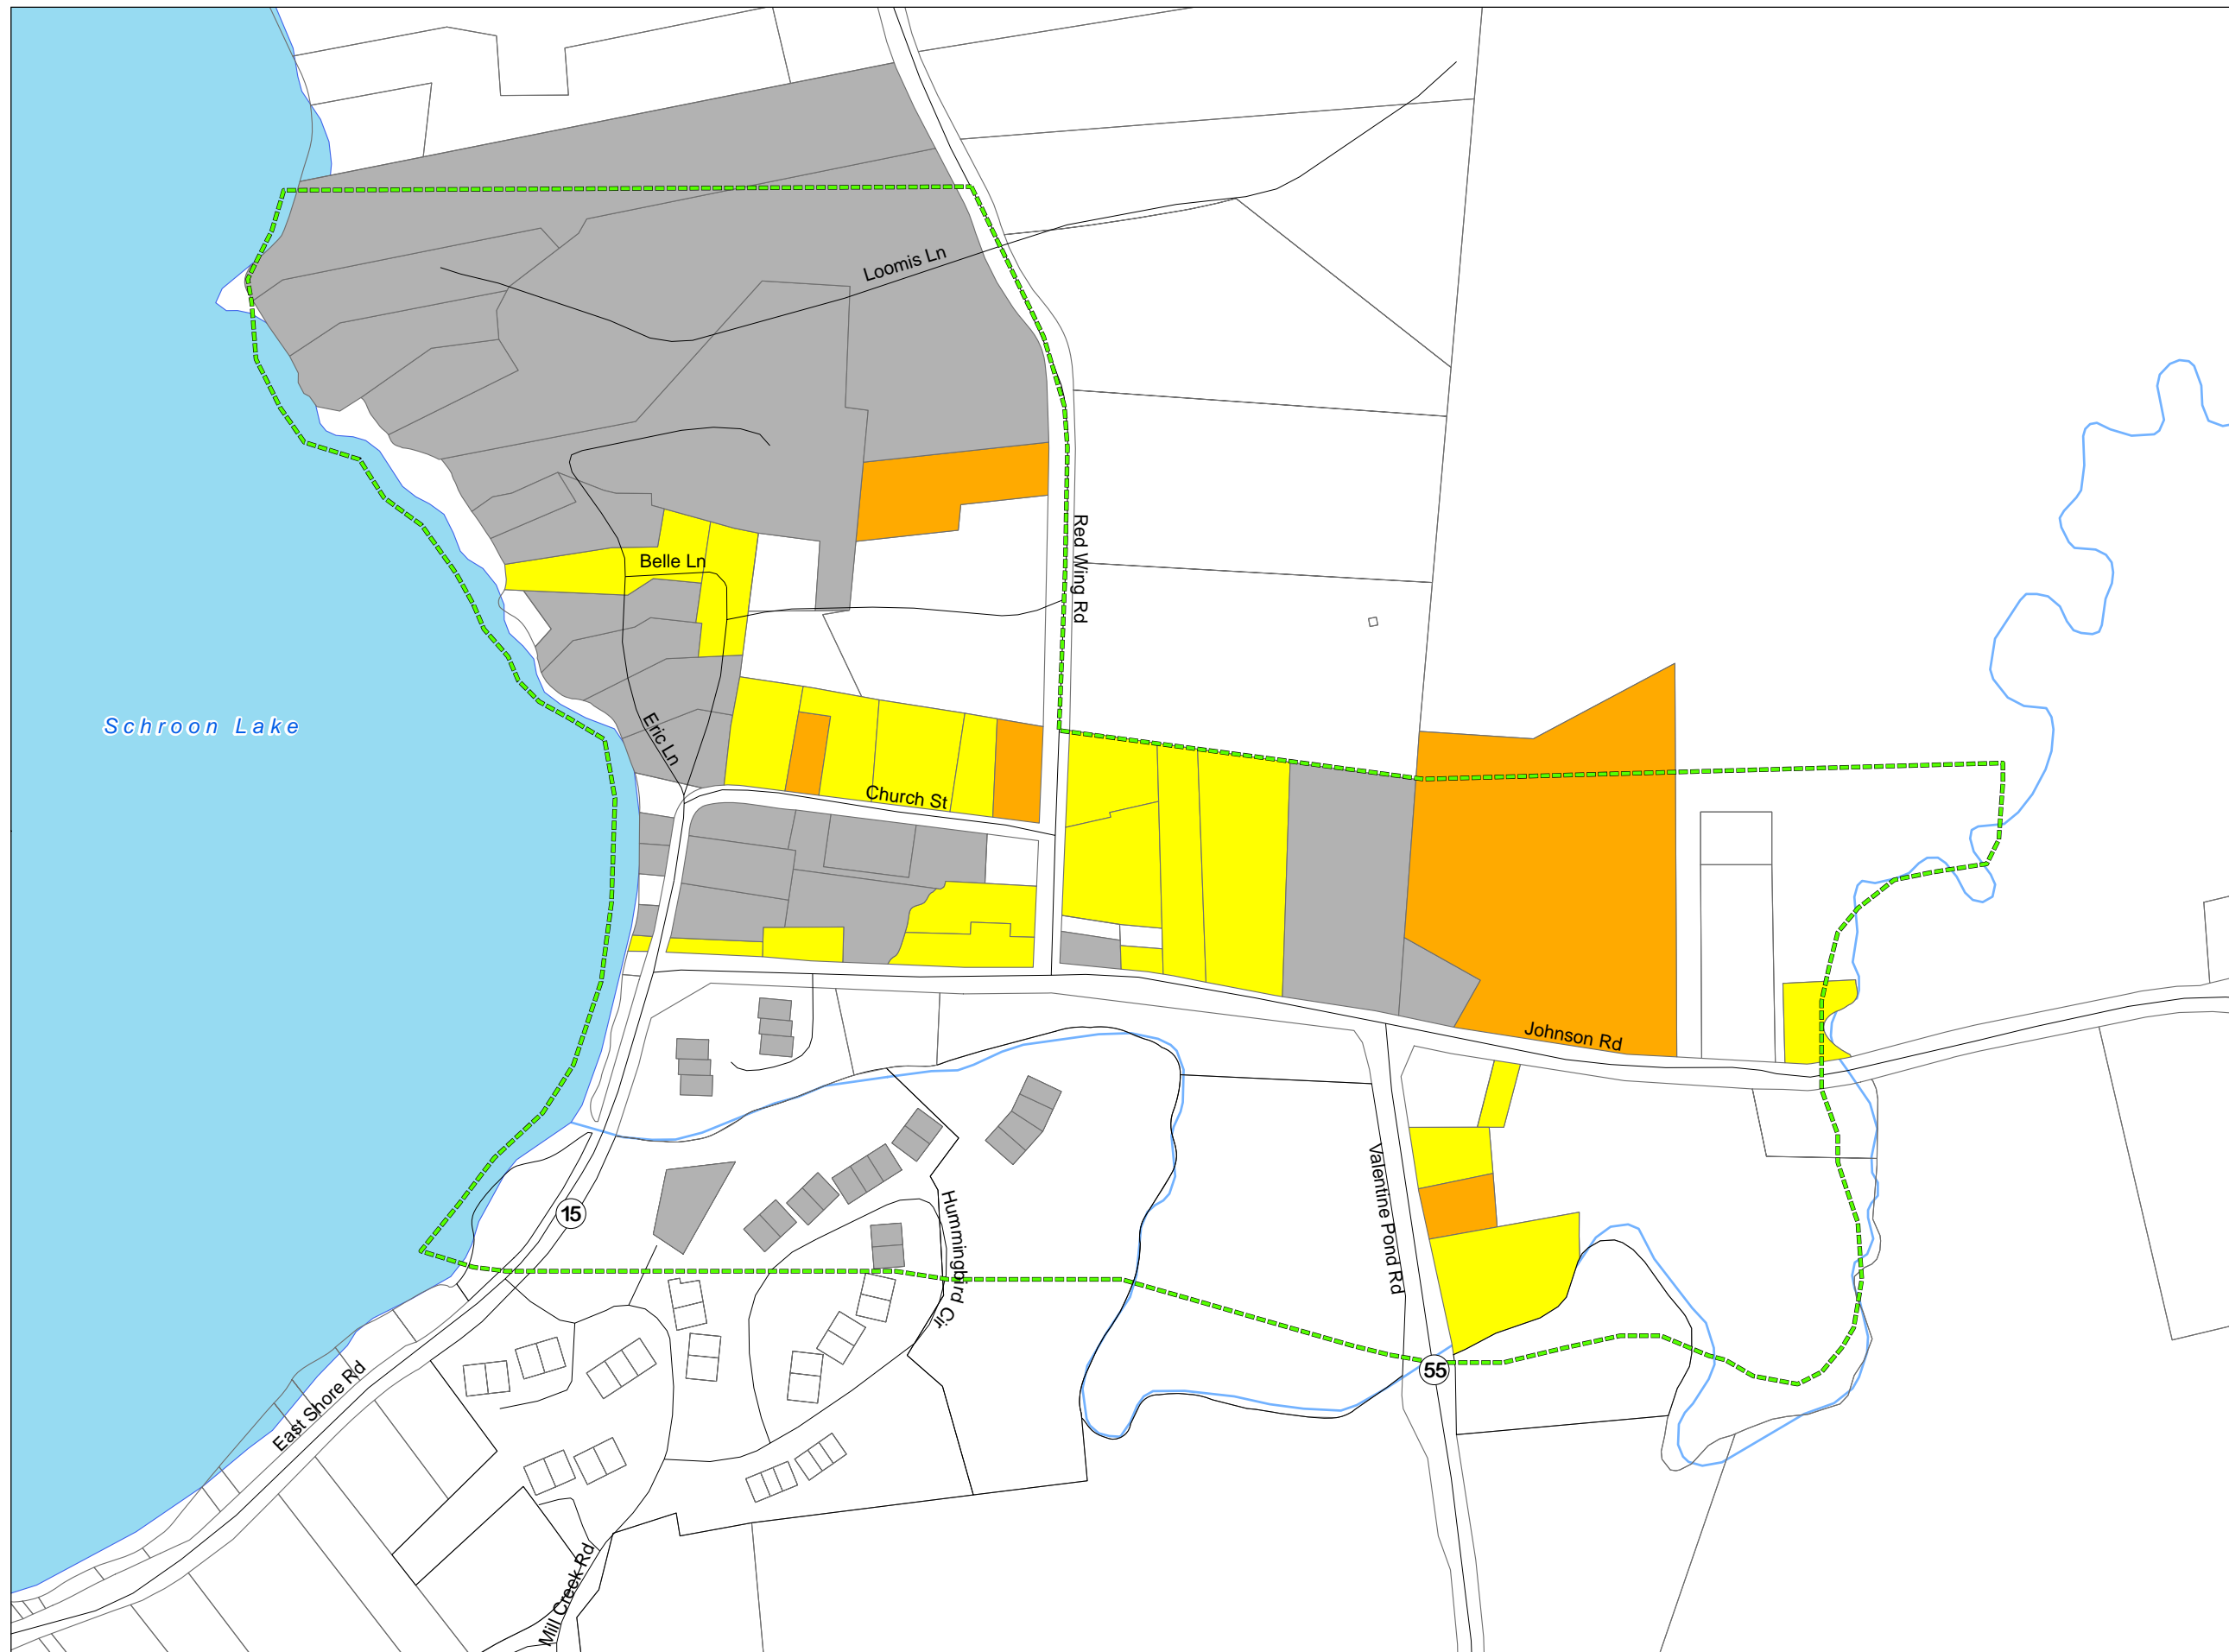 Loomis Ln
Red Wing Rd
Belle Ln
Schroon Lake
Eric Ln
Church St
Johnson Rd
Valentine Pond Rd
Hummingbird Cir
15
55
East Shore Rd
Mill Creek Rd